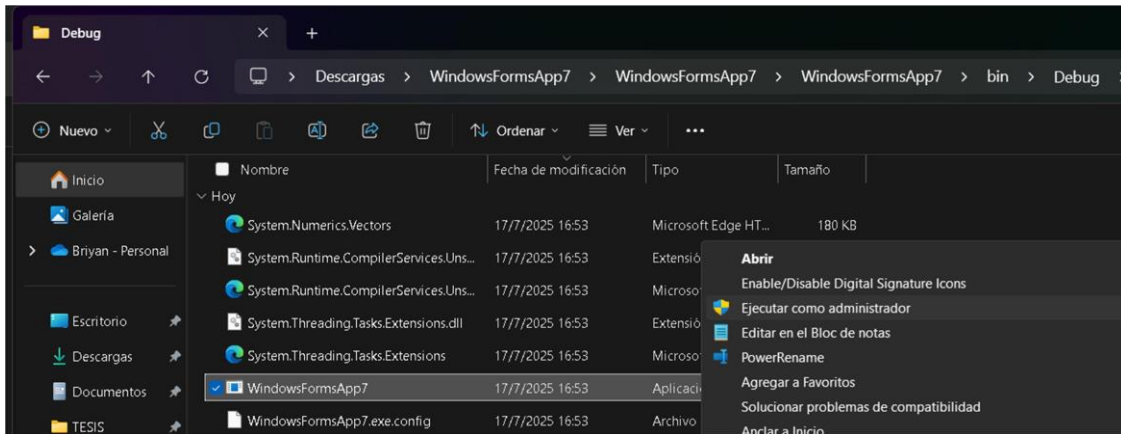 Debug
Descargas > WindowsFormsApp7 > WindowsFormsApp7 > WindowsFormsApp7 > bin > Debug
Nuevo Ordenar Ver
Inicio
Galería
Briyan - Personal
Escritorio
Descargas
Documentos
TESIS
Nombre Fecha de modificación Tipo Tamaño
Hoy
System.Numerics.Vectors 17/7/2025 16:53 Microsoft Edge HT... 180 KB
System.Runtime.CompilerServices.Uns... 17/7/2025 16:53 Extensió
System.Runtime.CompilerServices.Uns... 17/7/2025 16:53 Microso
System.Threading.Tasks.Extensions.dll 17/7/2025 16:53 Extensió
System.Threading.Tasks.Extensions 17/7/2025 16:53 Microso
WindowsFormsApp7 17/7/2025 16:53 Aplicaci
WindowsFormsApp7.exe.config 17/7/2025 16:53 Archivo
Abrir
Enable/Disable Digital Signature Icons
Ejecutar como administrador
Editar en el Bloc de notas
PowerRename
Agregar a Favoritos
Solucionar problemas de compatibilidad
Anclar a Inicio